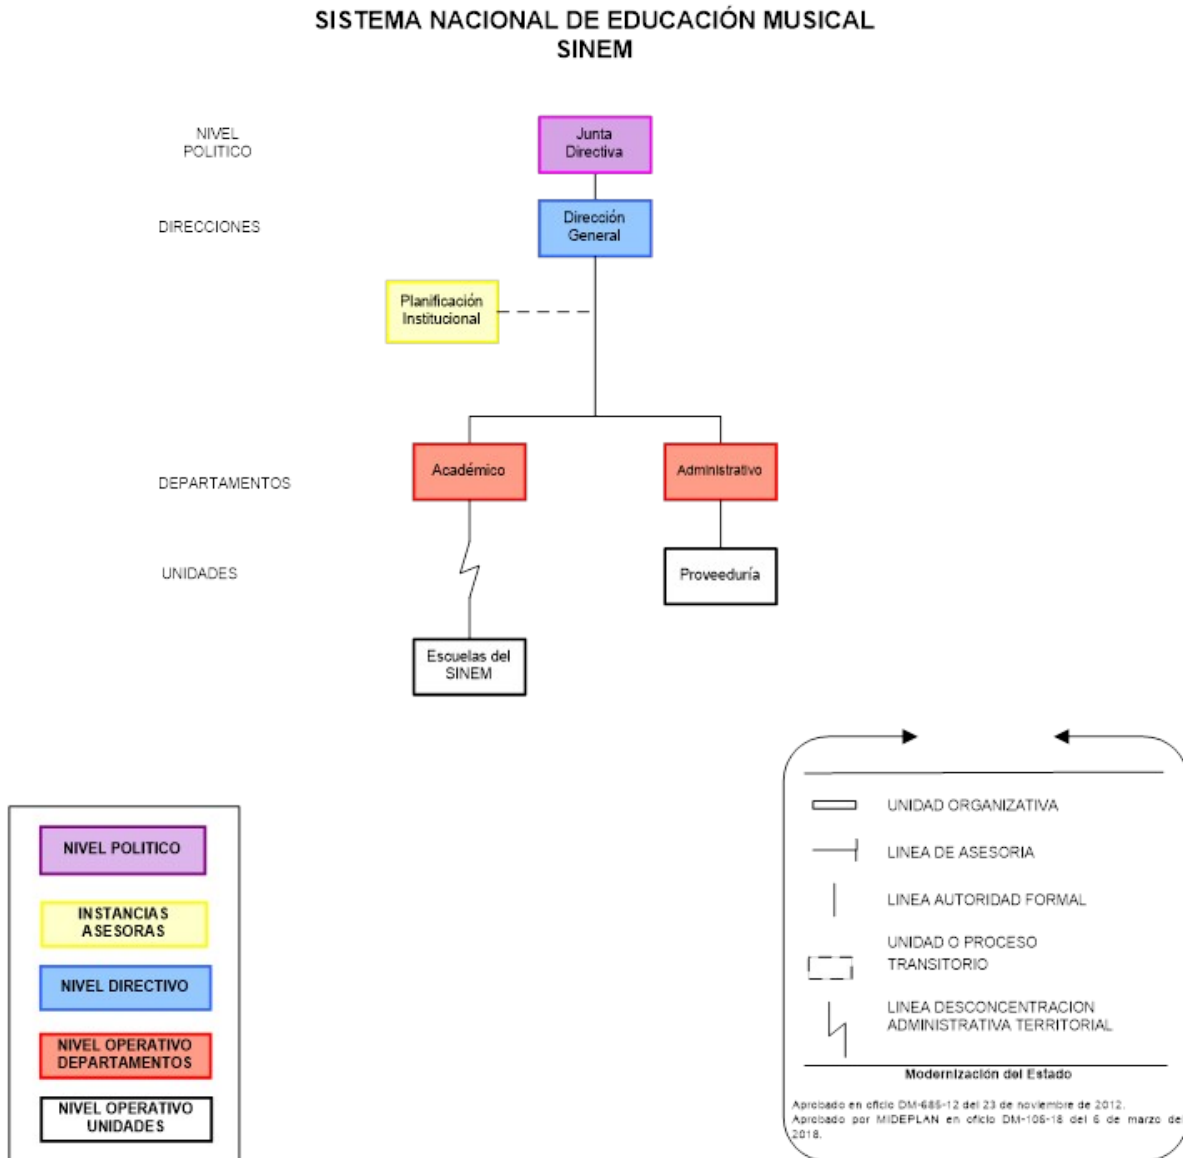 SISTEMA NACIONAL DE EDUCACIÓN MUSICAL
SINEM
NIVEL
POLITICO
Junta
Directiva
DIRECCIONES
Dirección
General
Planificación
Institucional
DEPARTAMENTOS
Académico
Administrativo
UNIDADES
Proveeduría
Escuelas del
SINEM
NIVEL POLITICO
INSTANCIAS
ASESORAS
NIVEL DIRECTIVO
NIVEL OPERATIVO
DEPARTAMENTOS
NIVEL OPERATIVO
UNIDADES
UNIDAD ORGANIZATIVA
LINEA DE ASESORIA
LINEA AUTORIDAD FORMAL
UNIDAD O PROCESO
TRANSITORIO
LINEA DESCONCENTRACION
ADMINISTRATIVA TERRITORIAL
Modernización del Estado
Aprobado en oficio DM-685-12 del 23 de noviembre de 2012.
Aprobado por MIDEPLAN en oficio DM-106-18 del 6 de marzo del
2018.